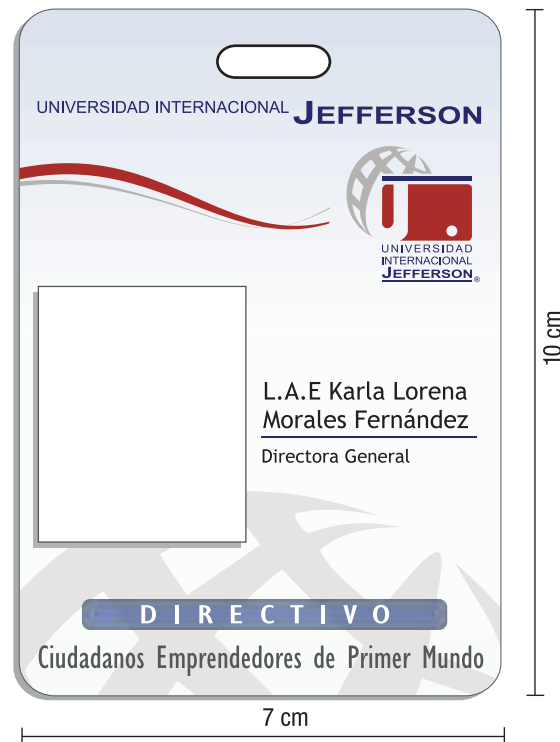 UNIVERSIDAD INTERNACIONAL JEFFERSON
UNIVERSIDAD
INTERNACIONAL
JEFFERSON®
10 cm
L.A.E Karla Lorena
Morales Fernández
Directora General
DIRECTIVO
Ciudadanos Emprendedores de Primer Mundo
7 cm